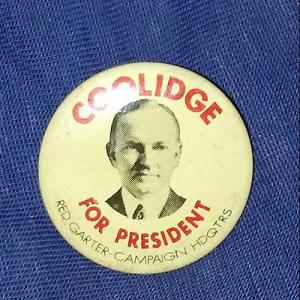 COOLIDGE
FOR PRESIDENT
RED GARTER-CAMPAIGN HDQTRS